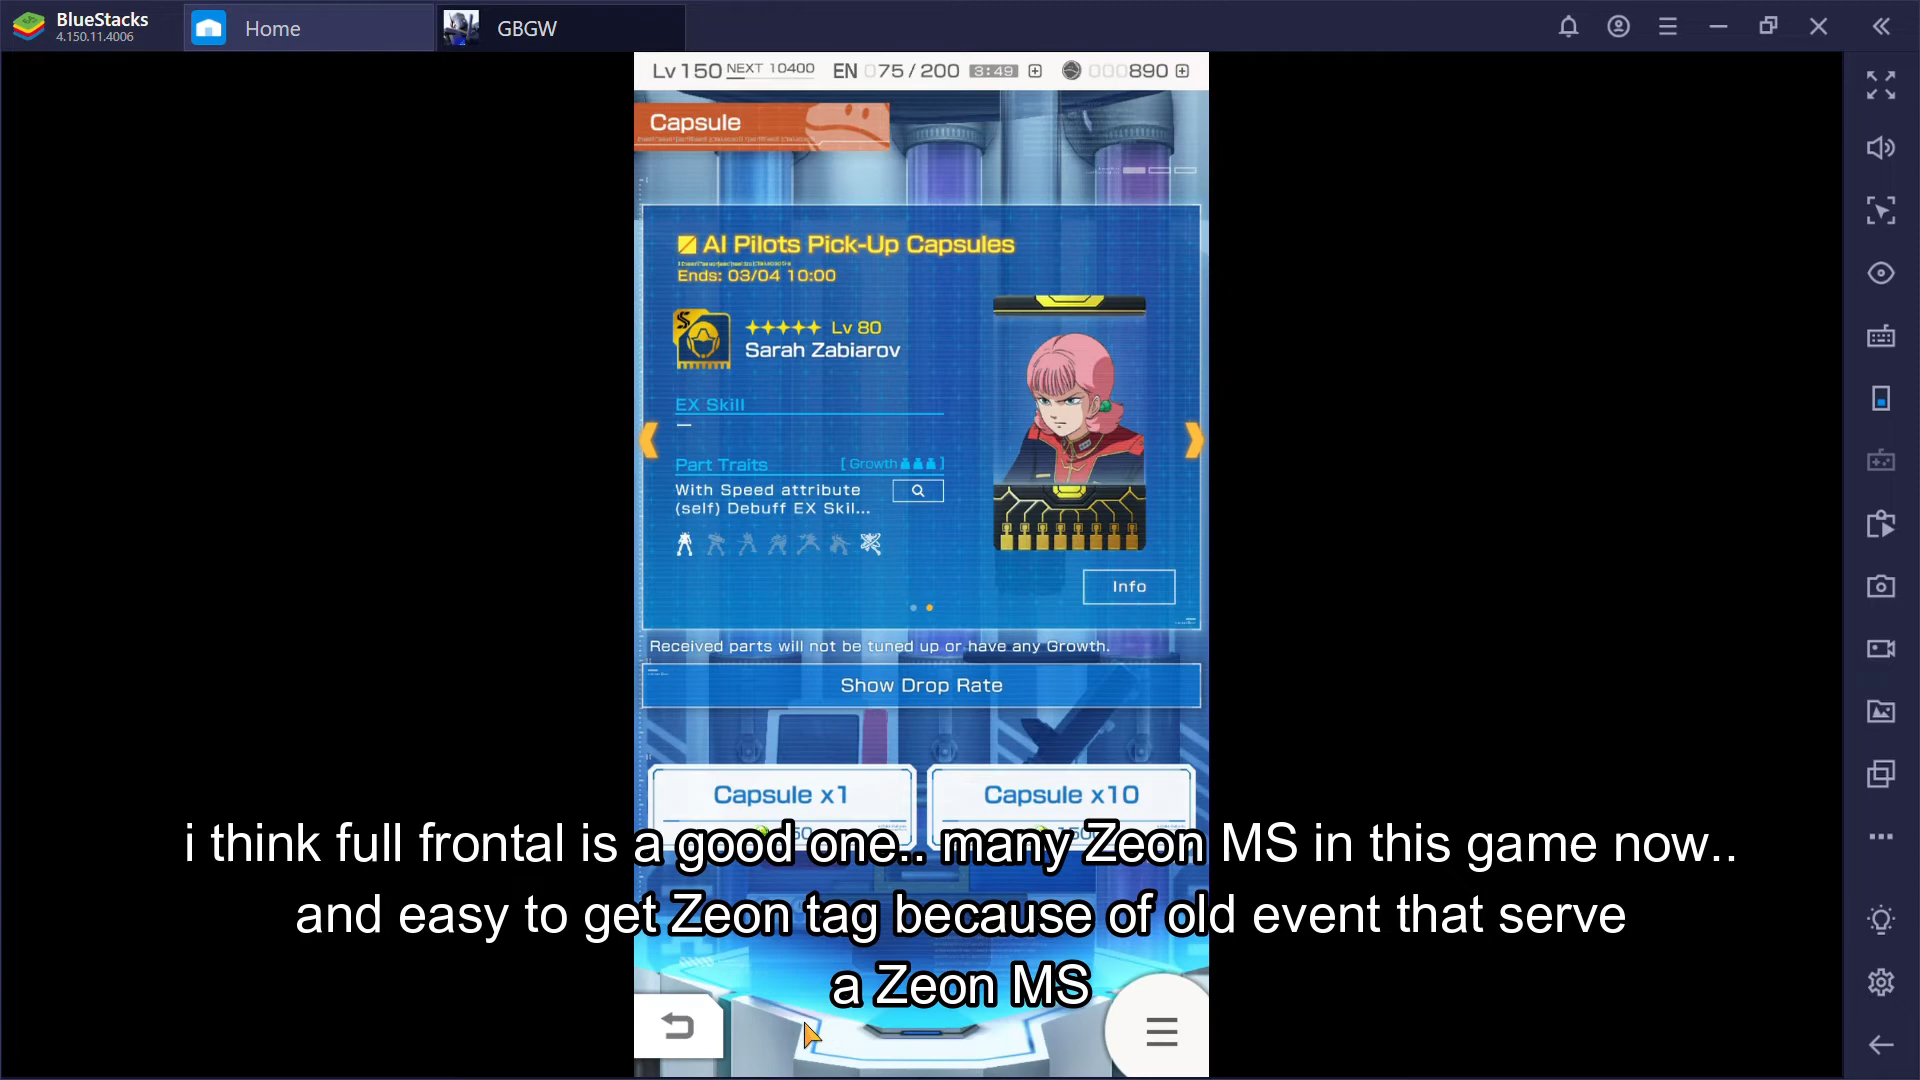 BlueStacks
4.150.11.4006
Home
GBGW
Lv 150 NEXT 10400 EN 075/200 3:49 000890
Capsule
AI Pilots Pick-Up Capsules
Ends: 03/04 10:00
S
Lv 80
Sarah Zabiarov
EX Skill
—
Part Traits [ Growth ]
With Speed attribute
(self) Debuff EX Skil...
Info
Received parts will not be tuned up or have any Growth.
Show Drop Rate
Capsule x1
Capsule x10
i think full frontal is a good one.. many Zeon MS in this game now..
and easy to get Zeon tag because of old event that serve
a Zeon MS